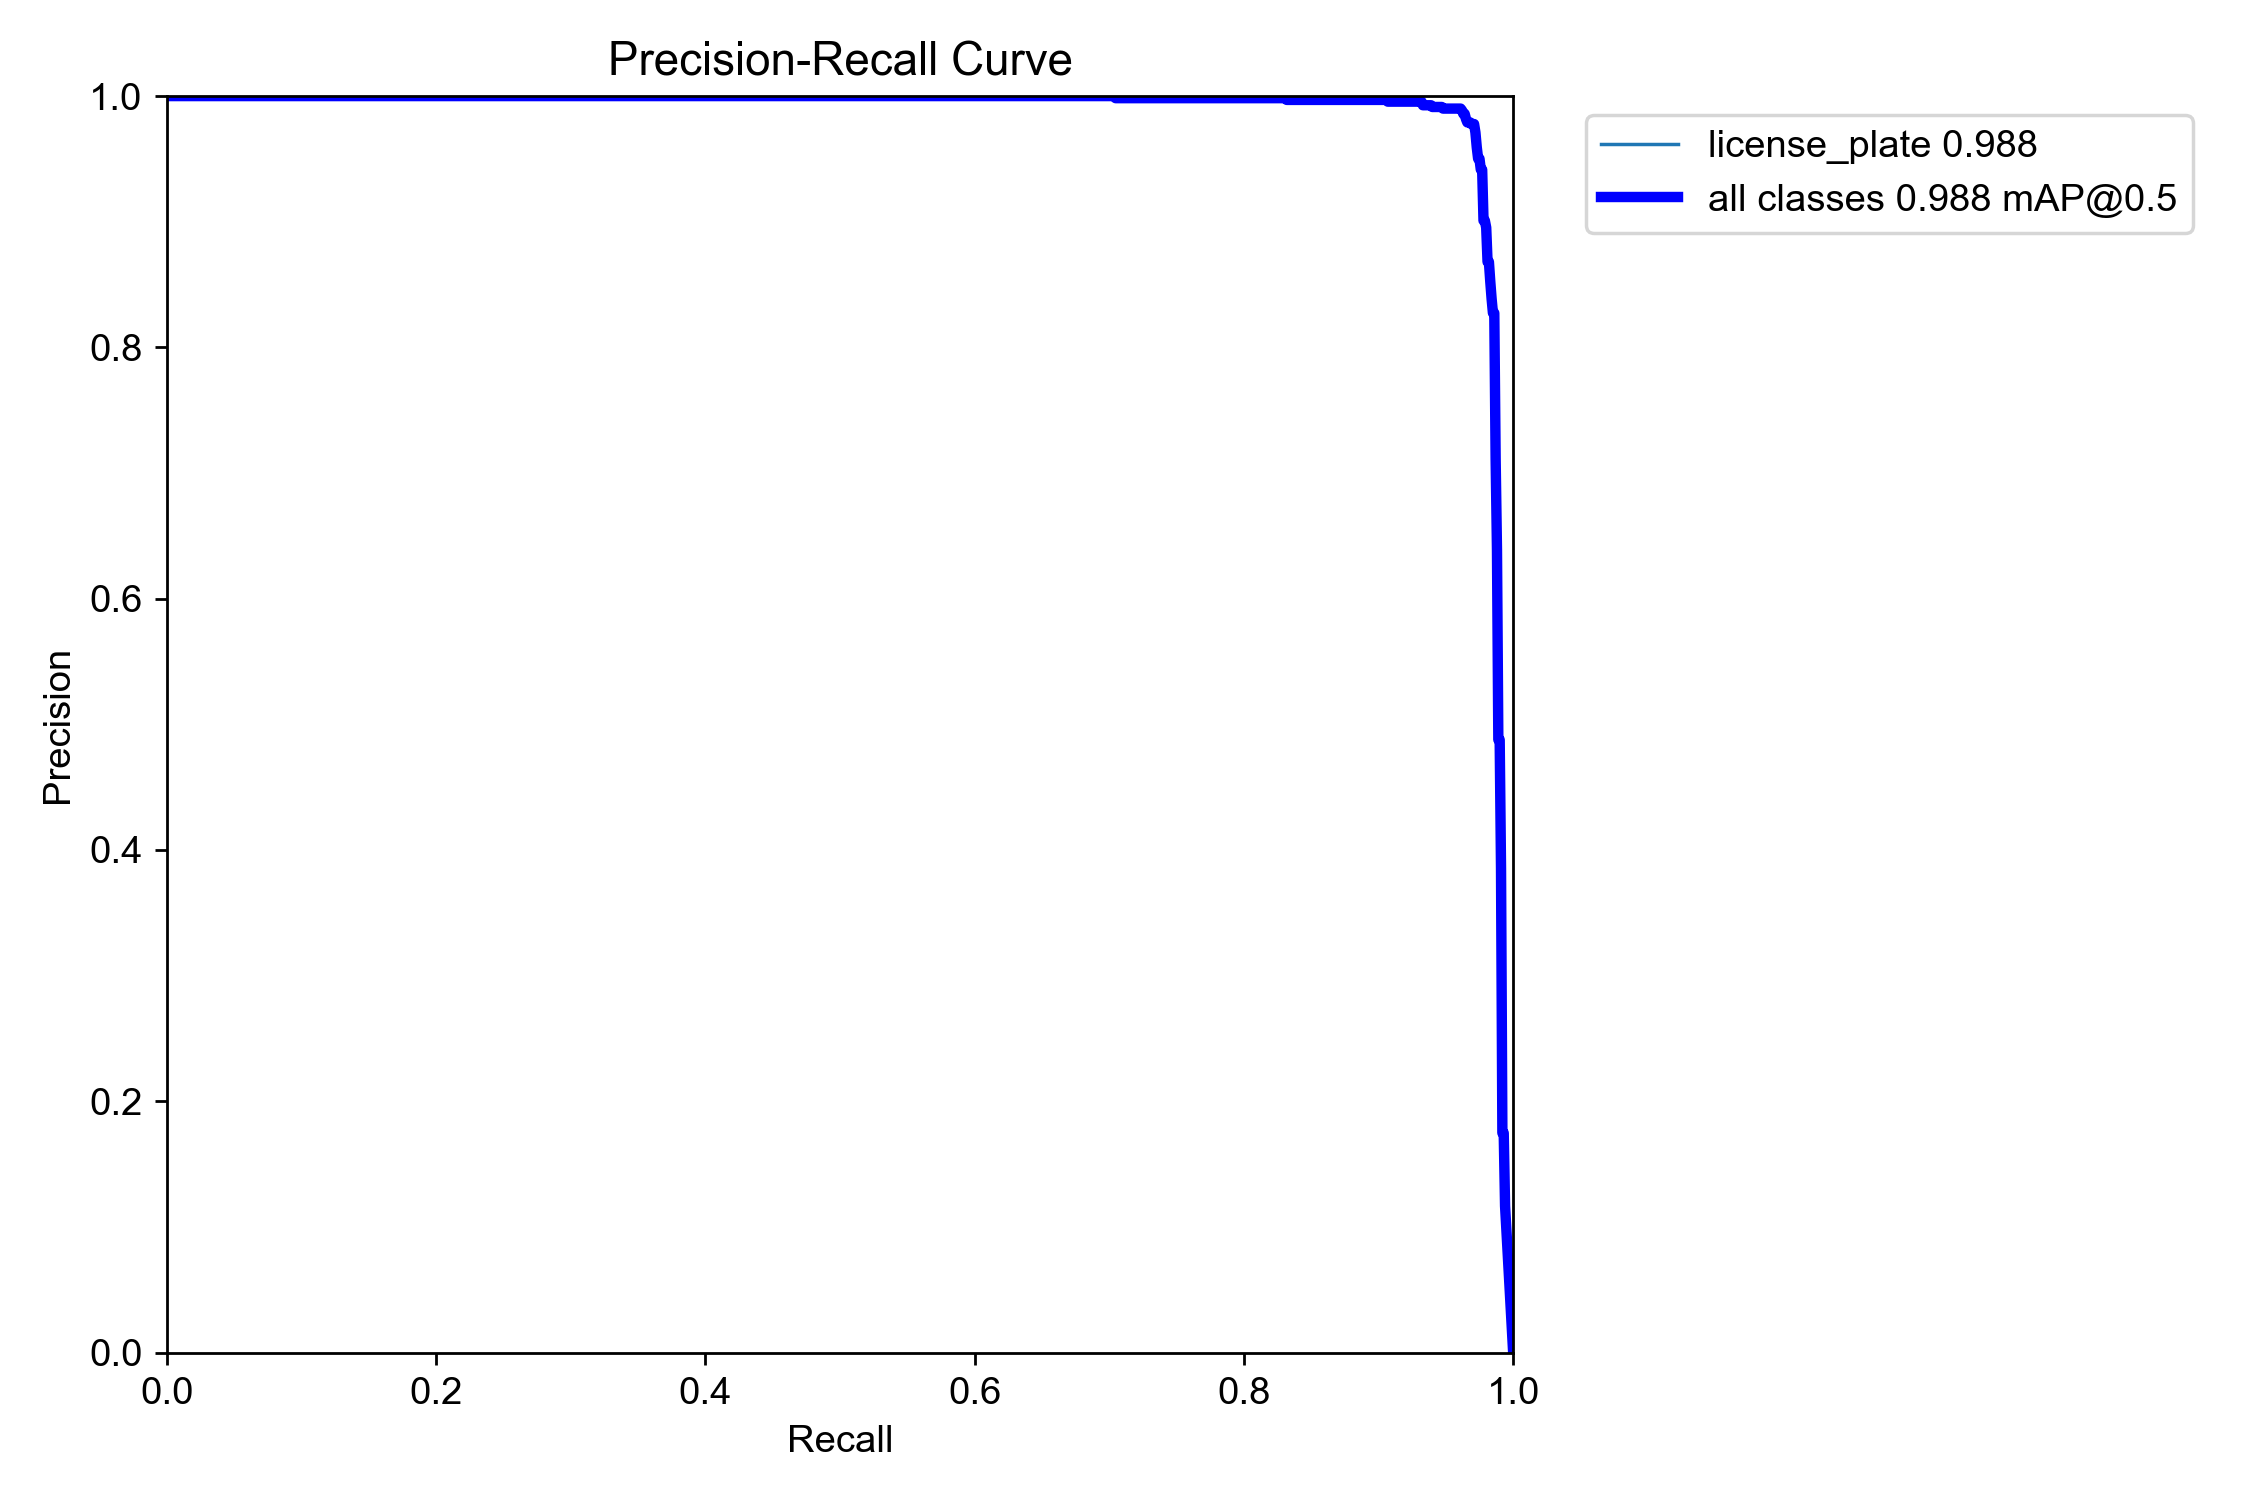 Precision-Recall Curve
1.0
0.8
0.6
0.4
0.2
0.0
Precision
0.0 0.2 0.4 0.6 0.8 1.0
Recall
license_plate 0.988
all classes 0.988 mAP@0.5